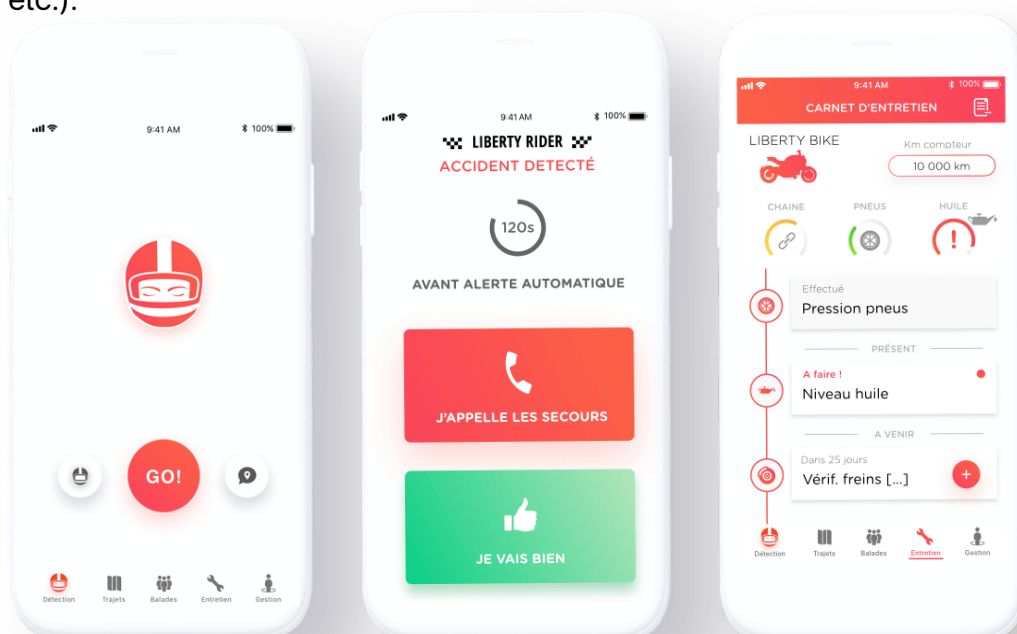 etc.).
9:41 AM
100%
GO!
Détection
Trajets
Balades
Entretien
Gestion
9:41 AM
100%
LIBERTY RIDER
ACCIDENT DETECTÉ
120s
AVANT ALERTE AUTOMATIQUE
J'APPELLE LES SECOURS
JE VAIS BIEN
9:41 AM
100%
CARNET D'ENTRETIEN
LIBERTY BIKE
Km compteur
10 000 km
CHAINE
PNEUS
HUILE
!
Effectué
Pression pneus
PRÉSENT
A faire !
Niveau huile
A VENIR
Dans 25 jours
Vérif. freins [...]
+
Détection
Trajets
Balades
Entretien
Gestion